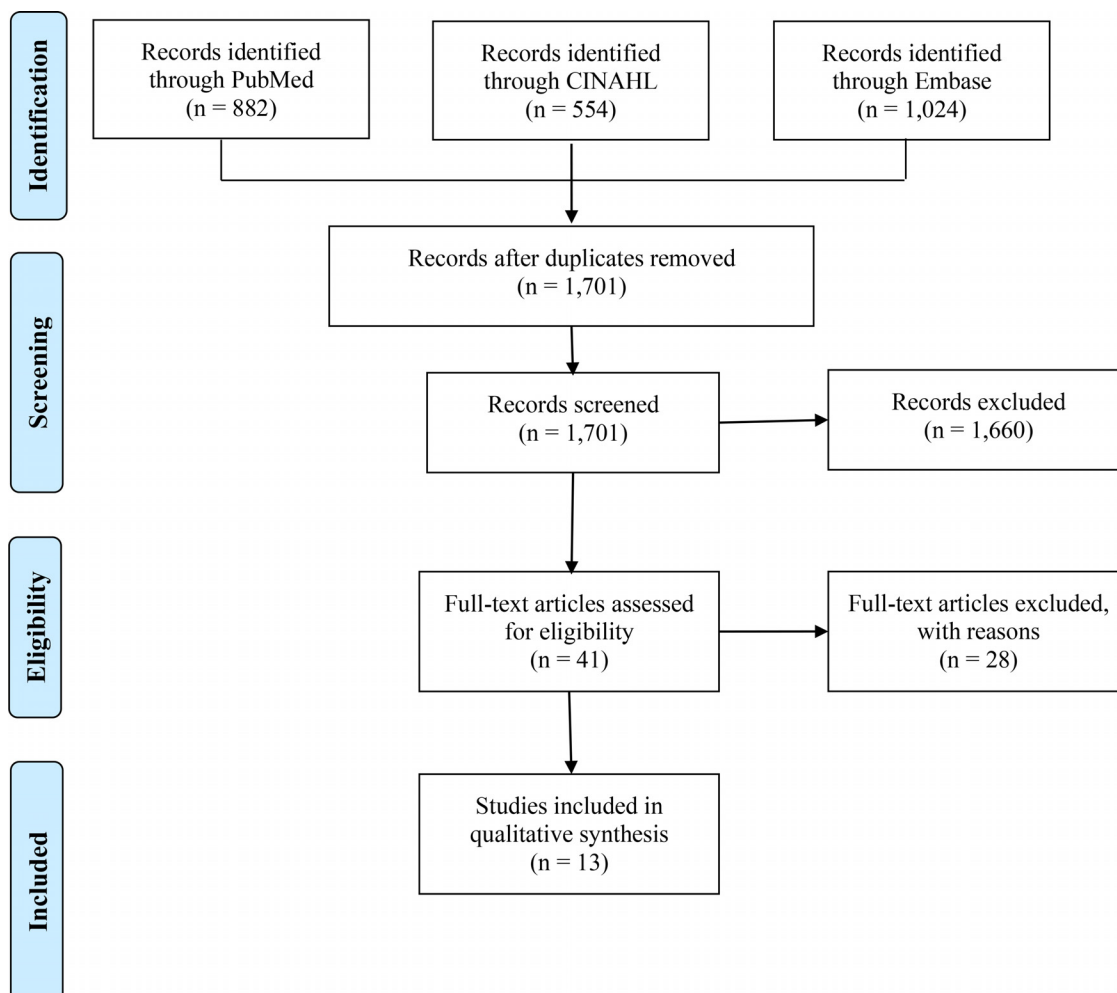 Identification
Records identified
through PubMed
(n = 882)
Records identified
through CINAHL
(n = 554)
Records identified
through Embase
(n = 1,024)
Screening
Records after duplicates removed
(n = 1,701)
Records screened
(n = 1,701)
Records excluded
(n = 1,660)
Eligibility
Full-text articles assessed
for eligibility
(n = 41)
Full-text articles excluded,
with reasons
(n = 28)
Included
Studies included in
qualitative synthesis
(n = 13)